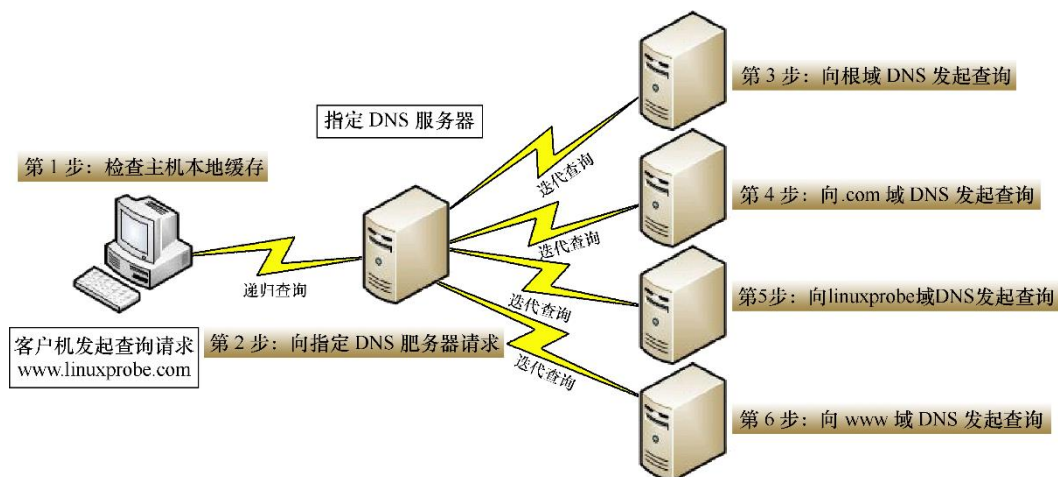 指定 DNS 服务器
第 1 步：检查主机本地缓存
递归查询
客户机发起查询请求
www.linuxprobe.com
第 2 步：向指定 DNS 肥务器请求
迭代查询
第 3 步：向根域 DNS 发起查询
迭代查询
第 4 步：向.com 域 DNS 发起查询
迭代查询
第5步：向linuxprobe域DNS发起查询
迭代查询
第 6 步：向 www 域 DNS 发起查询